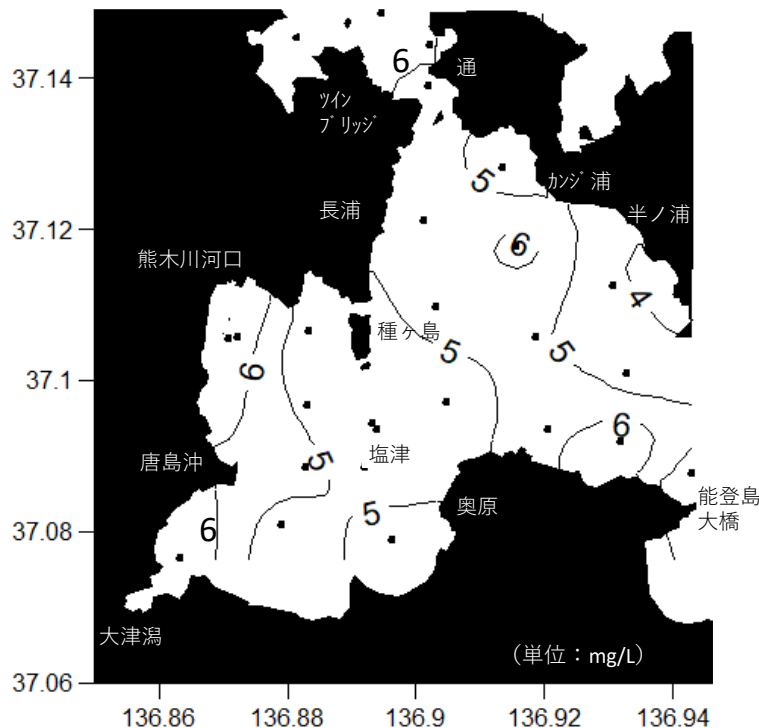 37.14
37.12
37.1
37.08
37.06
6
通
ツイン
ブリッジ
5
カンジ浦
長浦
半ノ浦
6
熊木川河口
4
種ヶ島
5
5
6
6
塩津
5
唐島沖
奥原
能登島
大橋
5
6
大津潟
（単位：mg/L）
136.86
136.88
136.9
136.92
136.94